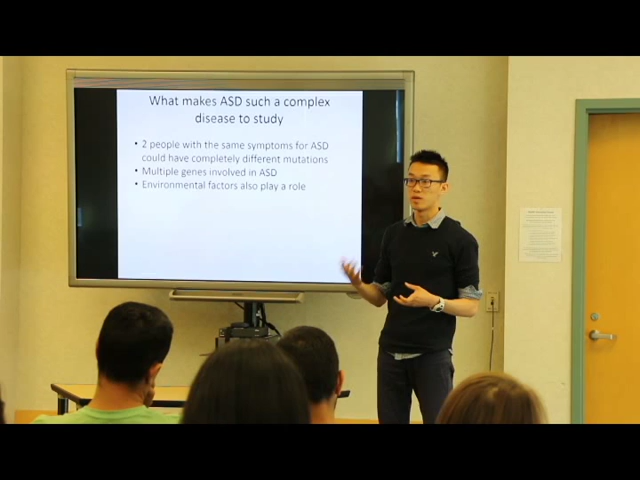 What makes ASD such a complex
disease to study
• 2 people with the same symptoms for ASD
could have completely different mutations
• Multiple genes involved in ASD
• Environmental factors also play a role